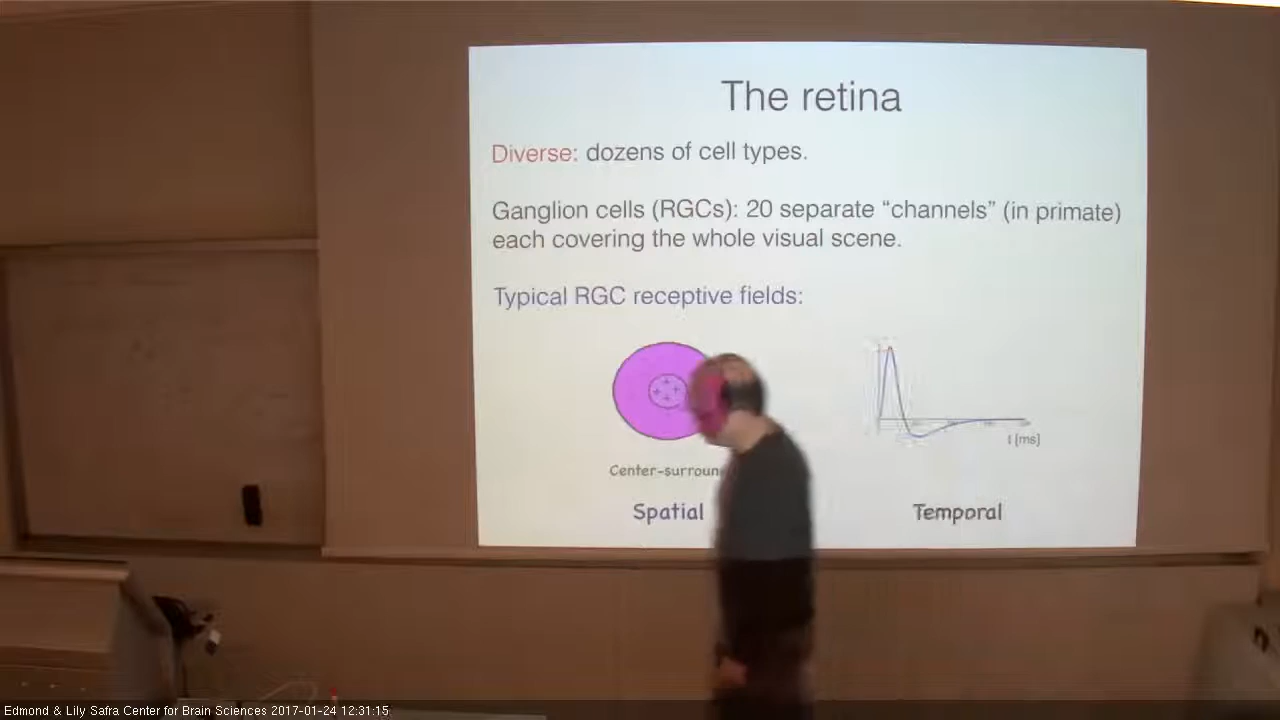 The retina
Diverse: dozens of cell types.
Ganglion cells (RGCs): 20 separate “channels” (in primate)
each covering the whole visual scene.
Typical RGC receptive fields:
t [ms]
Spatial
Temporal
Edmond & Lily Safra Center for Brain Sciences 2017-01-24 12:31:15